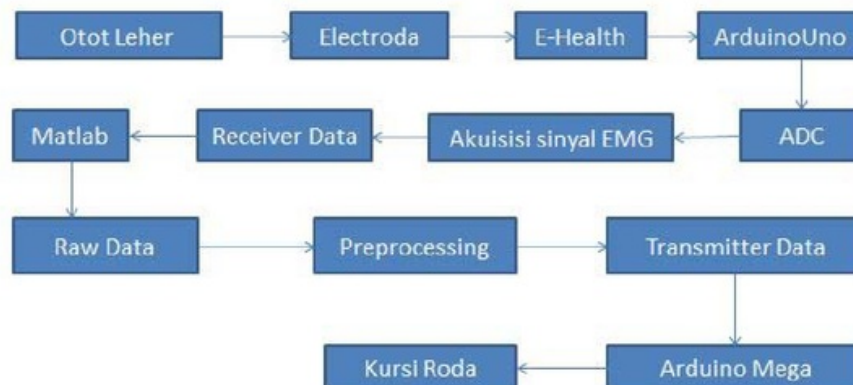 Otot Leher
Electroda
E-Health
ArduinoUno
ADC
Akuisisi sinyal EMG
Receiver Data
Matlab
Raw Data
Preprocessing
Transmitter Data
Arduino Mega
Kursi Roda